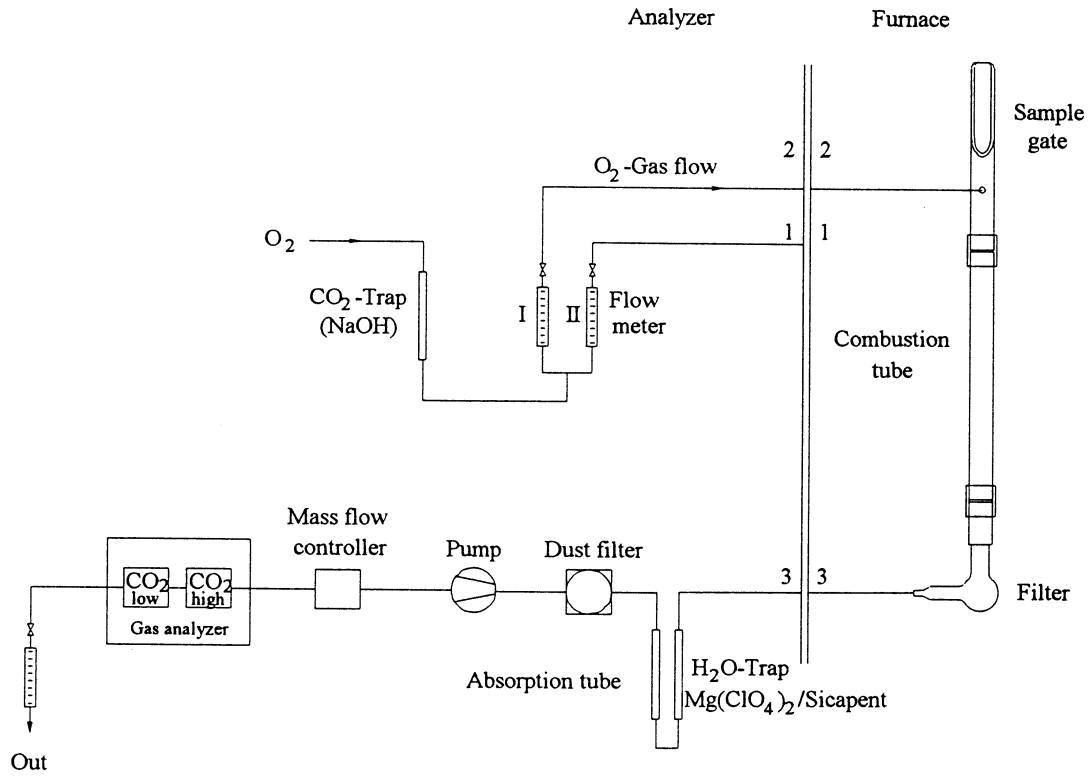 Analyzer
Furnace
Sample
gate
2 2
O2-Gas flow
1 1
O2
CO2-Trap
(NaOH)
I
II
Flow
meter
Combustion
tube
Mass flow
controller
Pump
Dust filter
3 3
CO2
low
CO2
high
Gas analyzer
Filter
Absorption tube
H2O-Trap
Mg(ClO4)2/Sicapent
Out